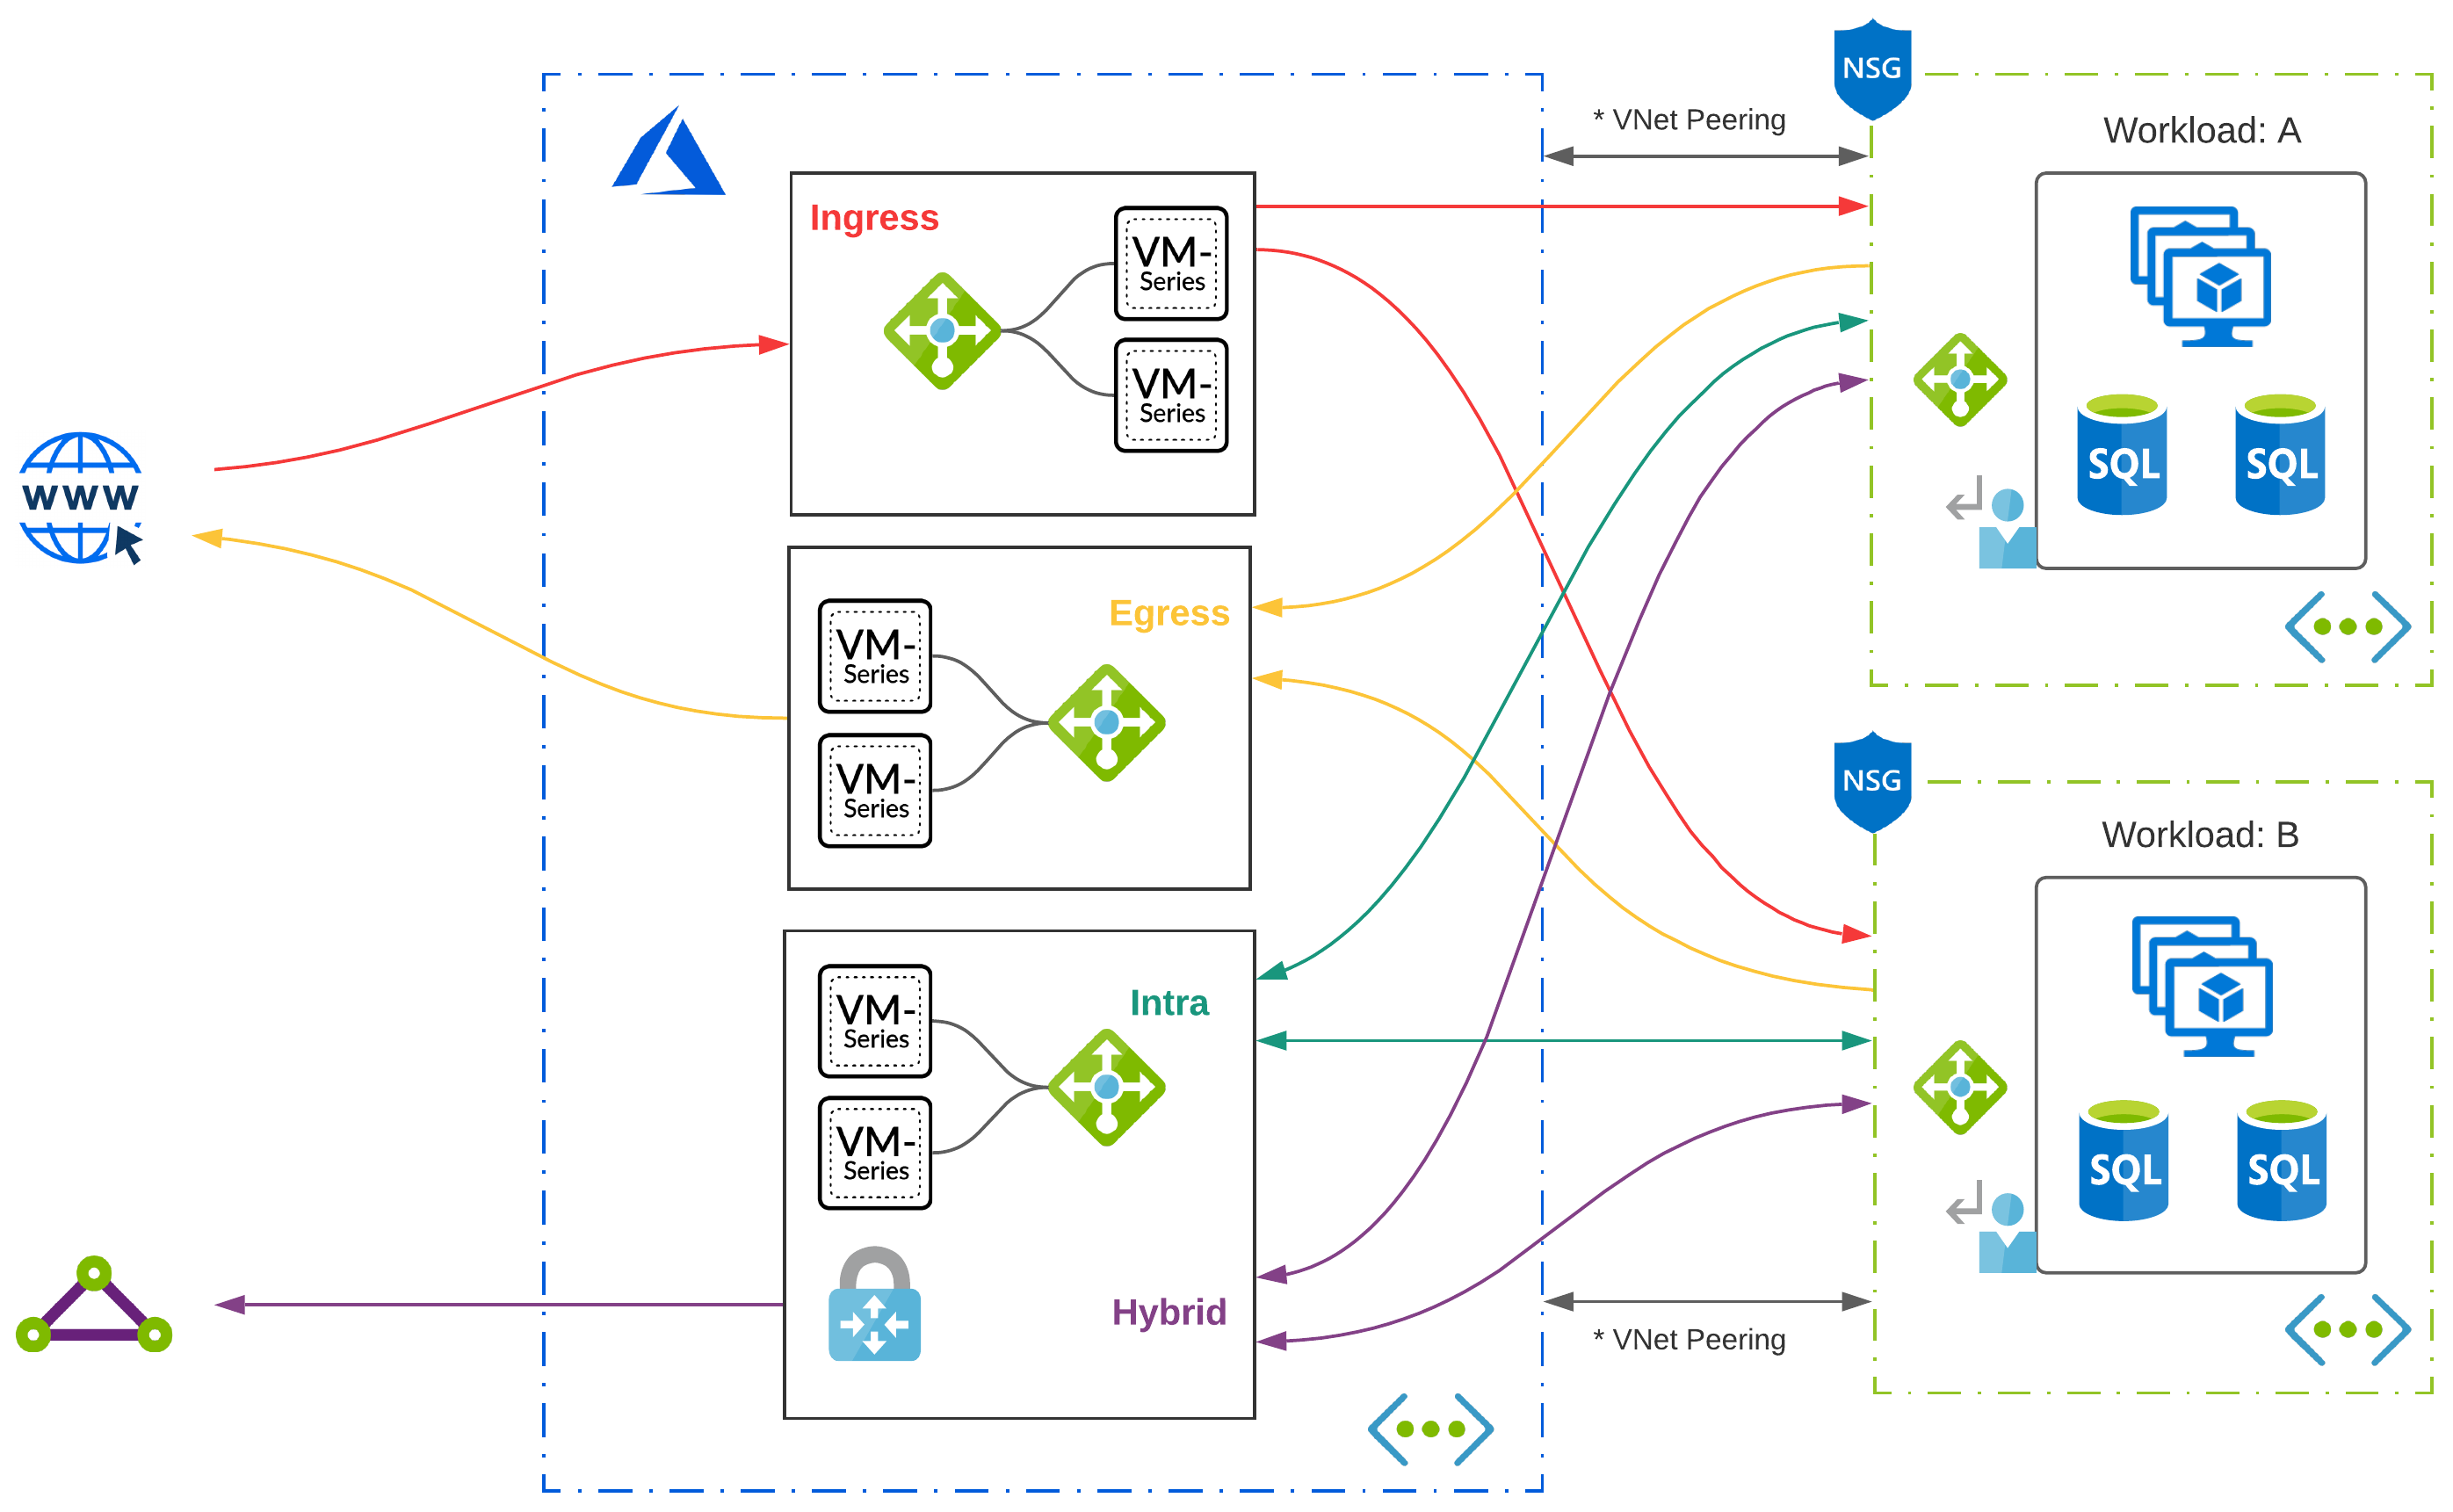 NSG
* VNet Peering
Workload: A
Ingress
VM-
Series
VM-
Series
SQL
SQL
www
Egress
VM-
Series
VM-
Series
NSG
Workload: B
Intra
VM-
Series
VM-
Series
SQL
SQL
Hybrid
* VNet Peering